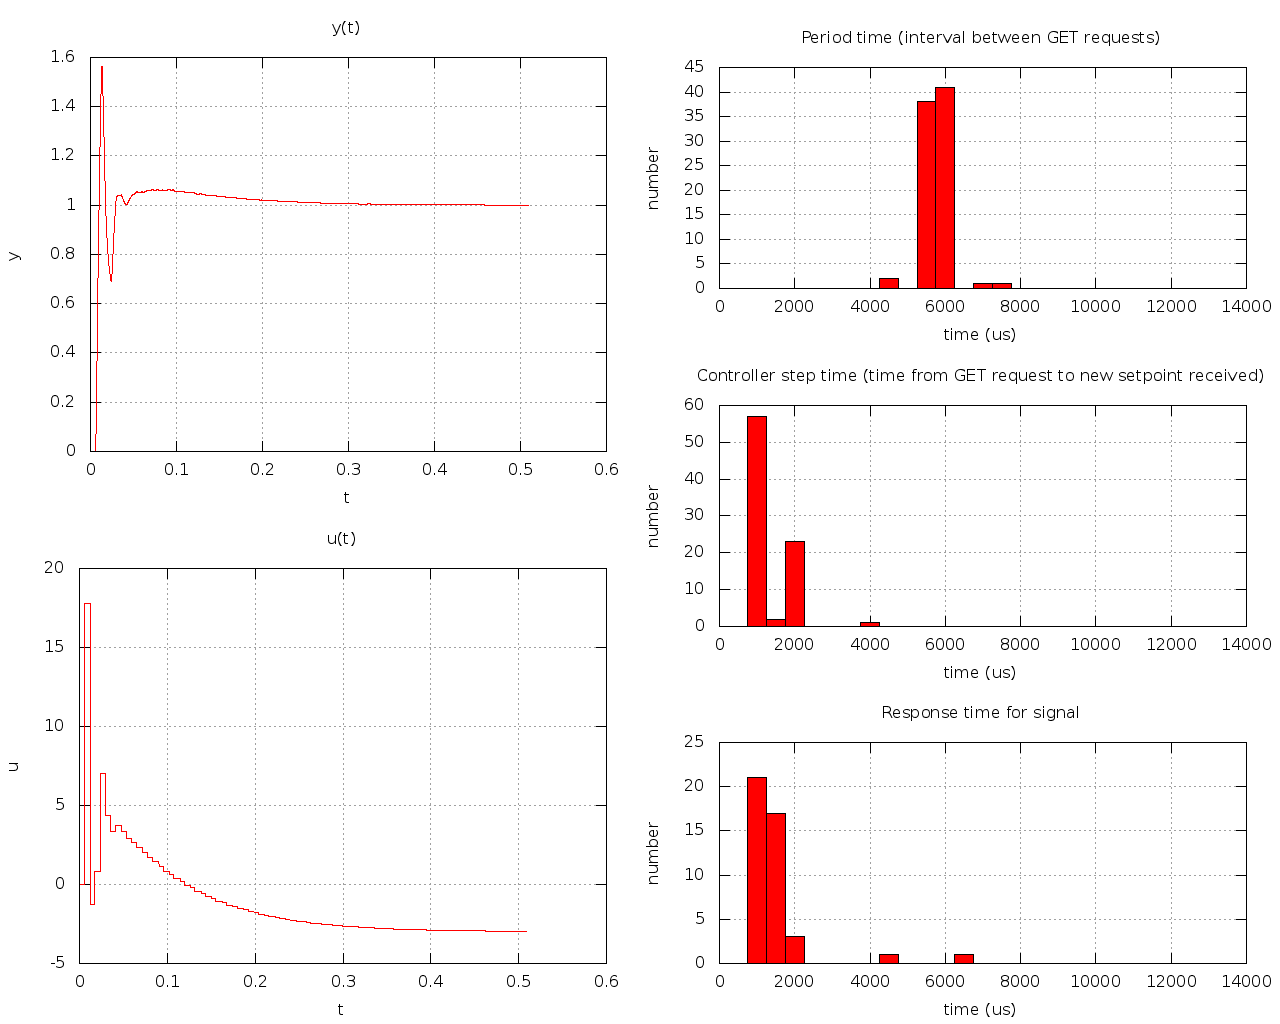 y(t)
1.6
1.4
1.2
1
0.8
0.6
0.4
0.2
0
y
0 0.1 0.2 0.3 0.4 0.5 0.6
t
u(t)
20
15
10
5
0
-5
u
0 0.1 0.2 0.3 0.4 0.5 0.6
t
Period time (interval between GET requests)
45
40
35
30
25
20
15
10
5
0
number
0 2000 4000 6000 8000 10000 12000 14000
time (us)
Controller step time (time from GET request to new setpoint received)
60
50
40
30
20
10
0
number
0 2000 4000 6000 8000 10000 12000 14000
time (us)
Response time for signal
25
20
15
10
5
0
number
0 2000 4000 6000 8000 10000 12000 14000
time (us)